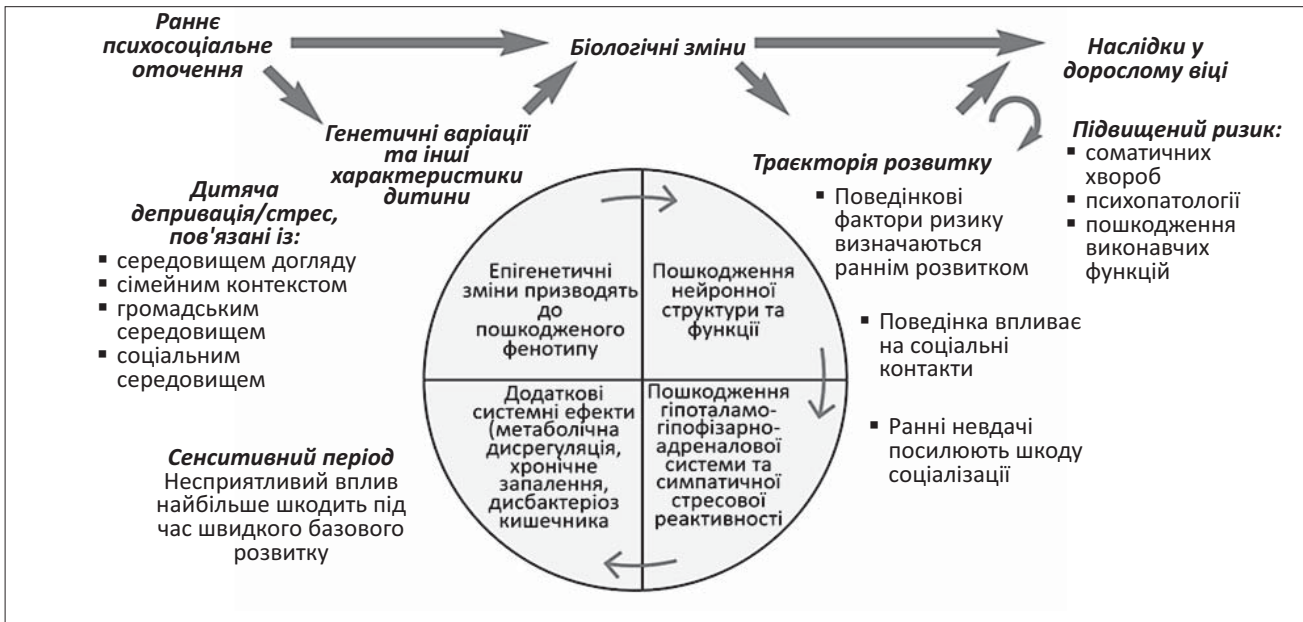 Раннє
психосоціальне
оточення
Біологічні зміни
Наслідки у
дорослому віці
Генетичні варіації
та інші
характеристики
дитини
Траєкторія розвитку
Підвищений ризик:
▪ соматичних
хвороб
▪ психопатології
▪ пошкодження
виконавчих
функцій
Дитяча
депривація/стрес,
пов'язані із:
▪ середовищем догляду
▪ сімейним контекстом
▪ громадським
середовищем
▪ соціальним
середовищем
▪ Поведінкові
фактори ризику
визначаються
раннім розвитком
▪ Поведінка впливає
на соціальні
контакти
▪ Ранні невдачі
посилюють шкоду
соціалізації
Епігенетичні
зміни призводять
до
пошкодженого
фенотипу
Пошкодження
нейронної
структури та
функції
Додаткові
системні ефекти
(метаболічна
дисрегуляція,
хронічне
запалення,
дисбактеріоз
кишечника
Пошкодження
гіпоталамо-
гіпофізарно-
адреналової
системи та
симпатичної
стресової
реактивності
Сенситивний період
Несприятливий вплив
найбільше шкодить під
час швидкого базового
розвитку